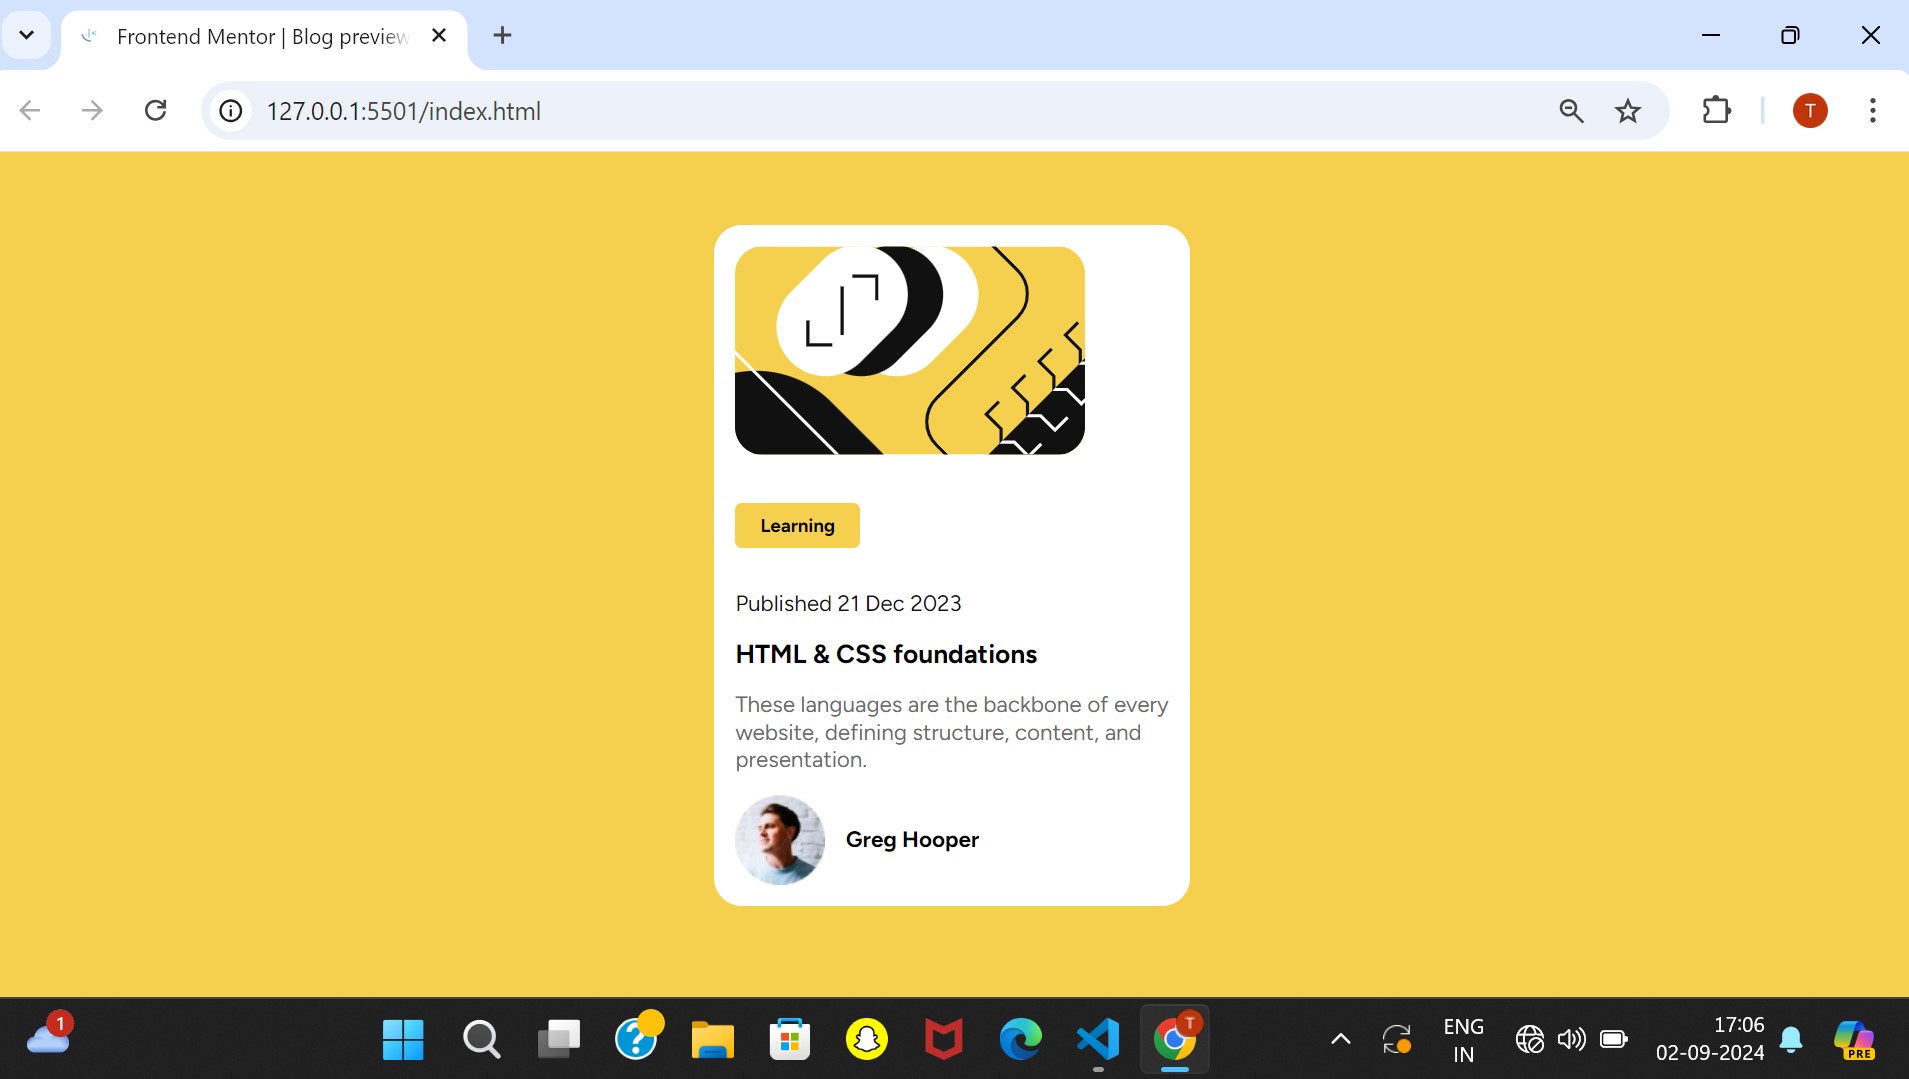 Frontend Mentor | Blog preview
127.0.0.1:5501/index.html
T
Learning
Published 21 Dec 2023
HTML & CSS foundations
These languages are the backbone of every
website, defining structure, content, and
presentation.
Greg Hooper
1
T
ENG
IN
17:06
02-09-2024
PRE